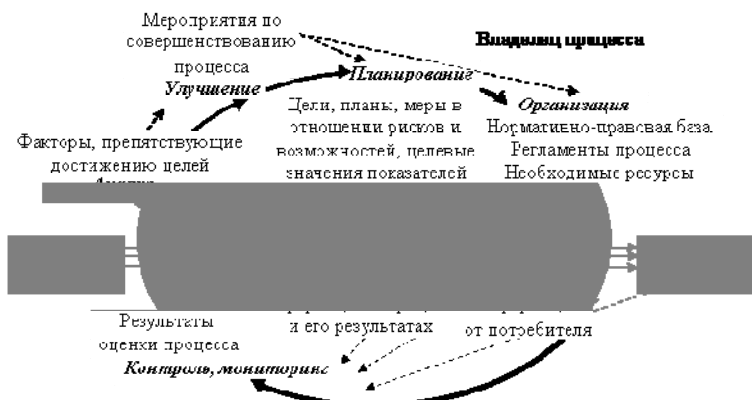 Мероприятия по
совершенствованию
процесса
Улучшение
Владелец процесса
Планирование
Цели, планы, меры в
отношении рисков и
возможностей, целевые
значения показателей
Организация
Нормативно-правовая база
Регламенты процесса
Необходимые ресурсы
Факторы, препятствующие
достижению целей
Результаты
оценки процесса
и его результатах
от потребителя
Контроль, мониторинг